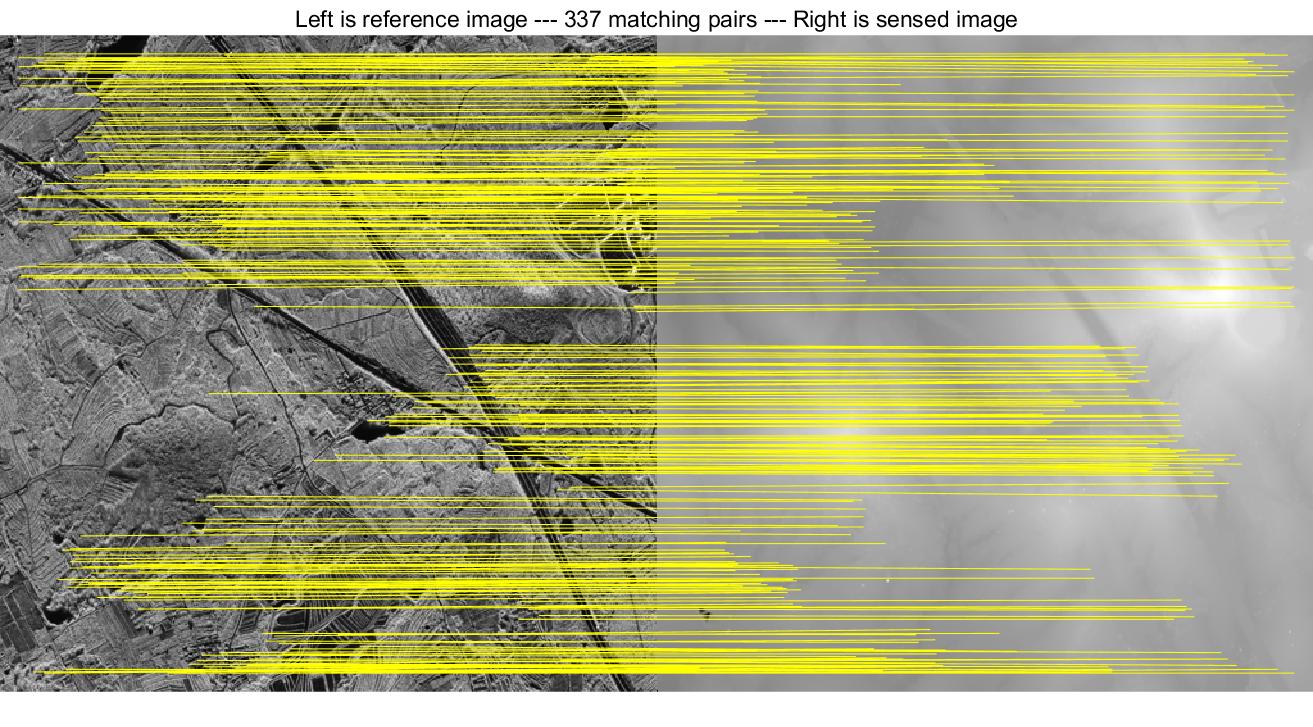 Left is reference image --- 337 matching pairs --- Right is sensed image